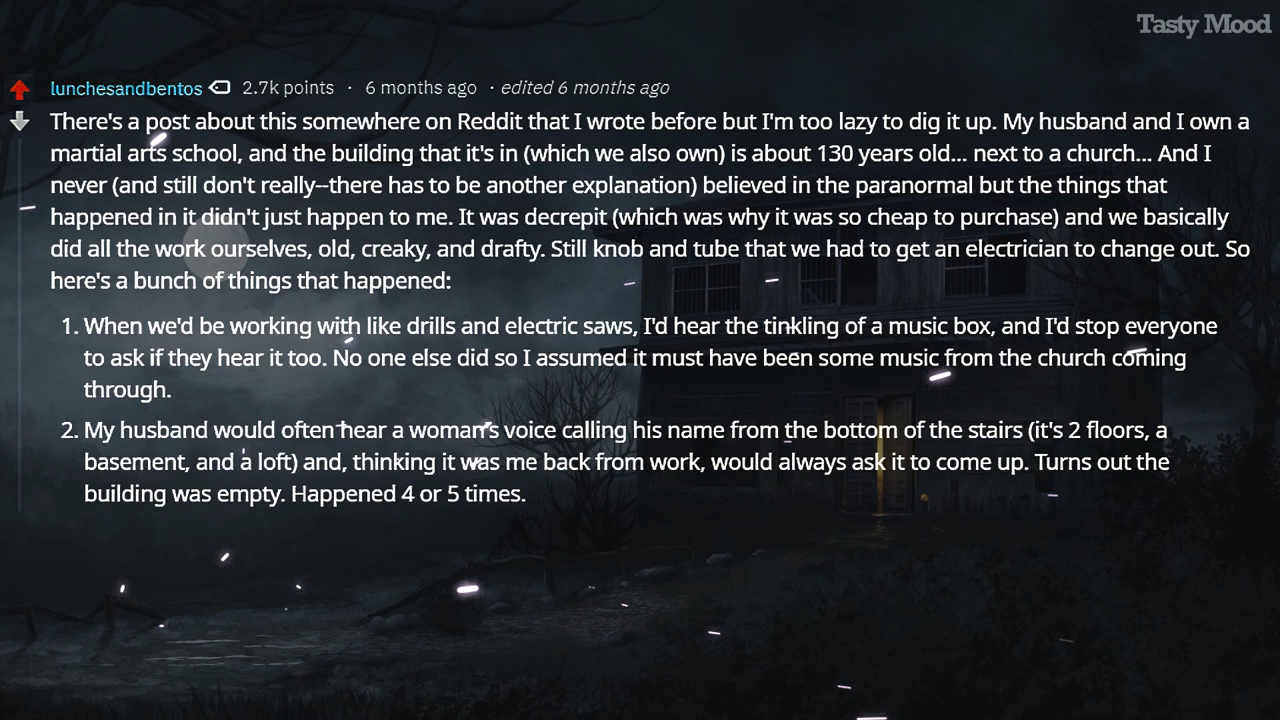 Tasty Mood
lunchesandbentos 2.7k points · 6 months ago · edited 6 months ago
There's a post about this somewhere on Reddit that I wrote before but I'm too lazy to dig it up. My husband and I own a
martial arts school, and the building that it's in (which we also own) is about 130 years old... next to a church... And I
never (and still don't really--there has to be another explanation) believed in the paranormal but the things that
happened in it didn't just happen to me. It was decrepit (which was why it was so cheap to purchase) and we basically
did all the work ourselves, old, creaky, and drafty. Still knob and tube that we had to get an electrician to change out. So
here's a bunch of things that happened:
1. When we'd be working with like drills and electric saws, I'd hear the tinkling of a music box, and I'd stop everyone
to ask if they hear it too. No one else did so I assumed it must have been some music from the church coming
through.
2. My husband would often hear a woman's voice calling his name from the bottom of the stairs (it's 2 floors, a
basement, and a loft) and, thinking it was me back from work, would always ask it to come up. Turns out the
building was empty. Happened 4 or 5 times.